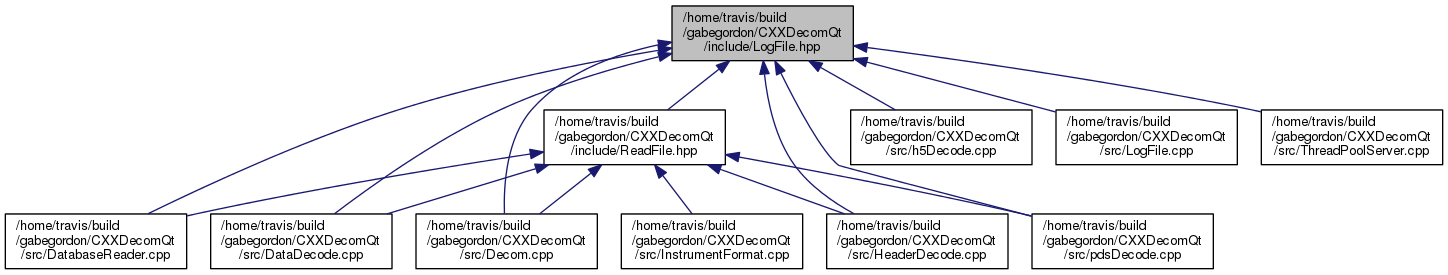 /home/travis/build
/gabegordon/CXXDecomQt
/include/LogFile.hpp
/home/travis/build
/gabegordon/CXXDecomQt
/include/ReadFile.hpp
/home/travis/build
/gabegordon/CXXDecomQt
/src/h5Decode.cpp
/home/travis/build
/gabegordon/CXXDecomQt
/src/LogFile.cpp
/home/travis/build
/gabegordon/CXXDecomQt
/src/ThreadPoolServer.cpp
/home/travis/build
/gabegordon/CXXDecomQt
/src/DatabaseReader.cpp
/home/travis/build
/gabegordon/CXXDecomQt
/src/DataDecode.cpp
/home/travis/build
/gabegordon/CXXDecomQt
/src/Decom.cpp
/home/travis/build
/gabegordon/CXXDecomQt
/src/InstrumentFormat.cpp
/home/travis/build
/gabegordon/CXXDecomQt
/src/HeaderDecode.cpp
/home/travis/build
/gabegordon/CXXDecomQt
/src/pdsDecode.cpp